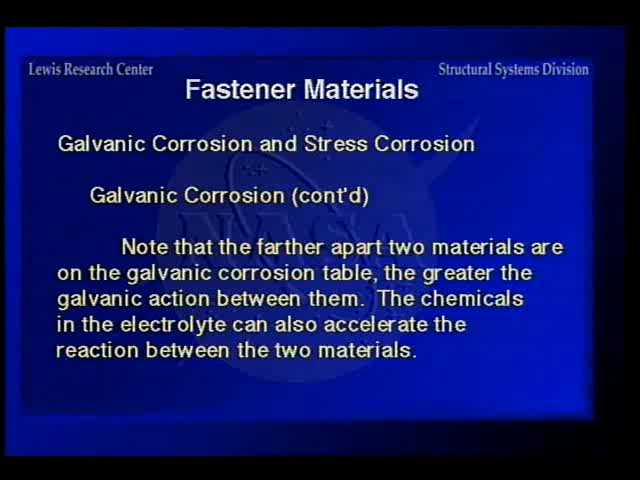 Lewis Research Center
Structural Systems Division
Fastener Materials
Galvanic Corrosion and Stress Corrosion
Galvanic Corrosion (cont'd)
Note that the farther apart two materials are
on the galvanic corrosion table, the greater the
galvanic action between them.  The chemicals
in the electrolyte can also accelerate the
reaction between the two materials.
NASA